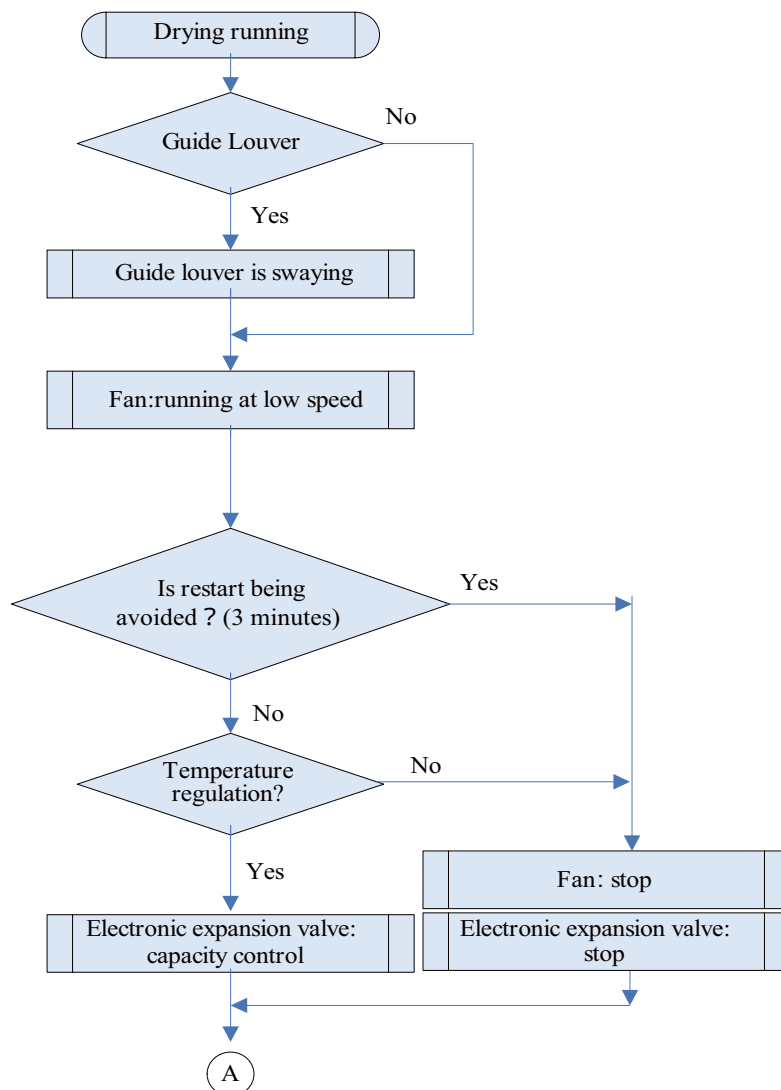 Drying running
No
Guide Louver
Yes
Guide louver is swaying
Fan:running at low speed
Is restart being
avoided？(3 minutes)
Yes
No
Temperature
regulation?
No
Yes
Fan: stop
Electronic expansion valve:
capacity control
Electronic expansion valve:
stop
A